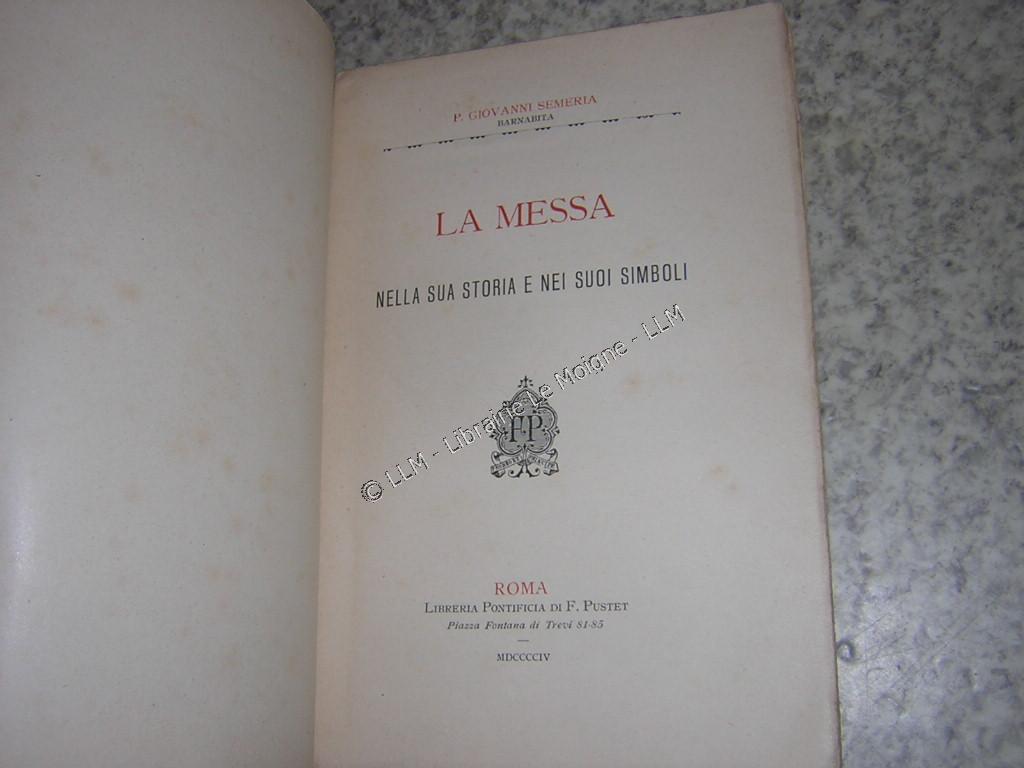 P. GIOVANNI SEMERIA
BARNABITA
LA MESSA
NELLA SUA STORIA E NEI SUOI SIMBOLI
© LLM - Librairie Le Moigne - LLM
FP
ROMA
LIBRERIA PONTIFICIA DI F. PUSTET
Piazza Fontana di Trevi 81-85
MDCCCCIV